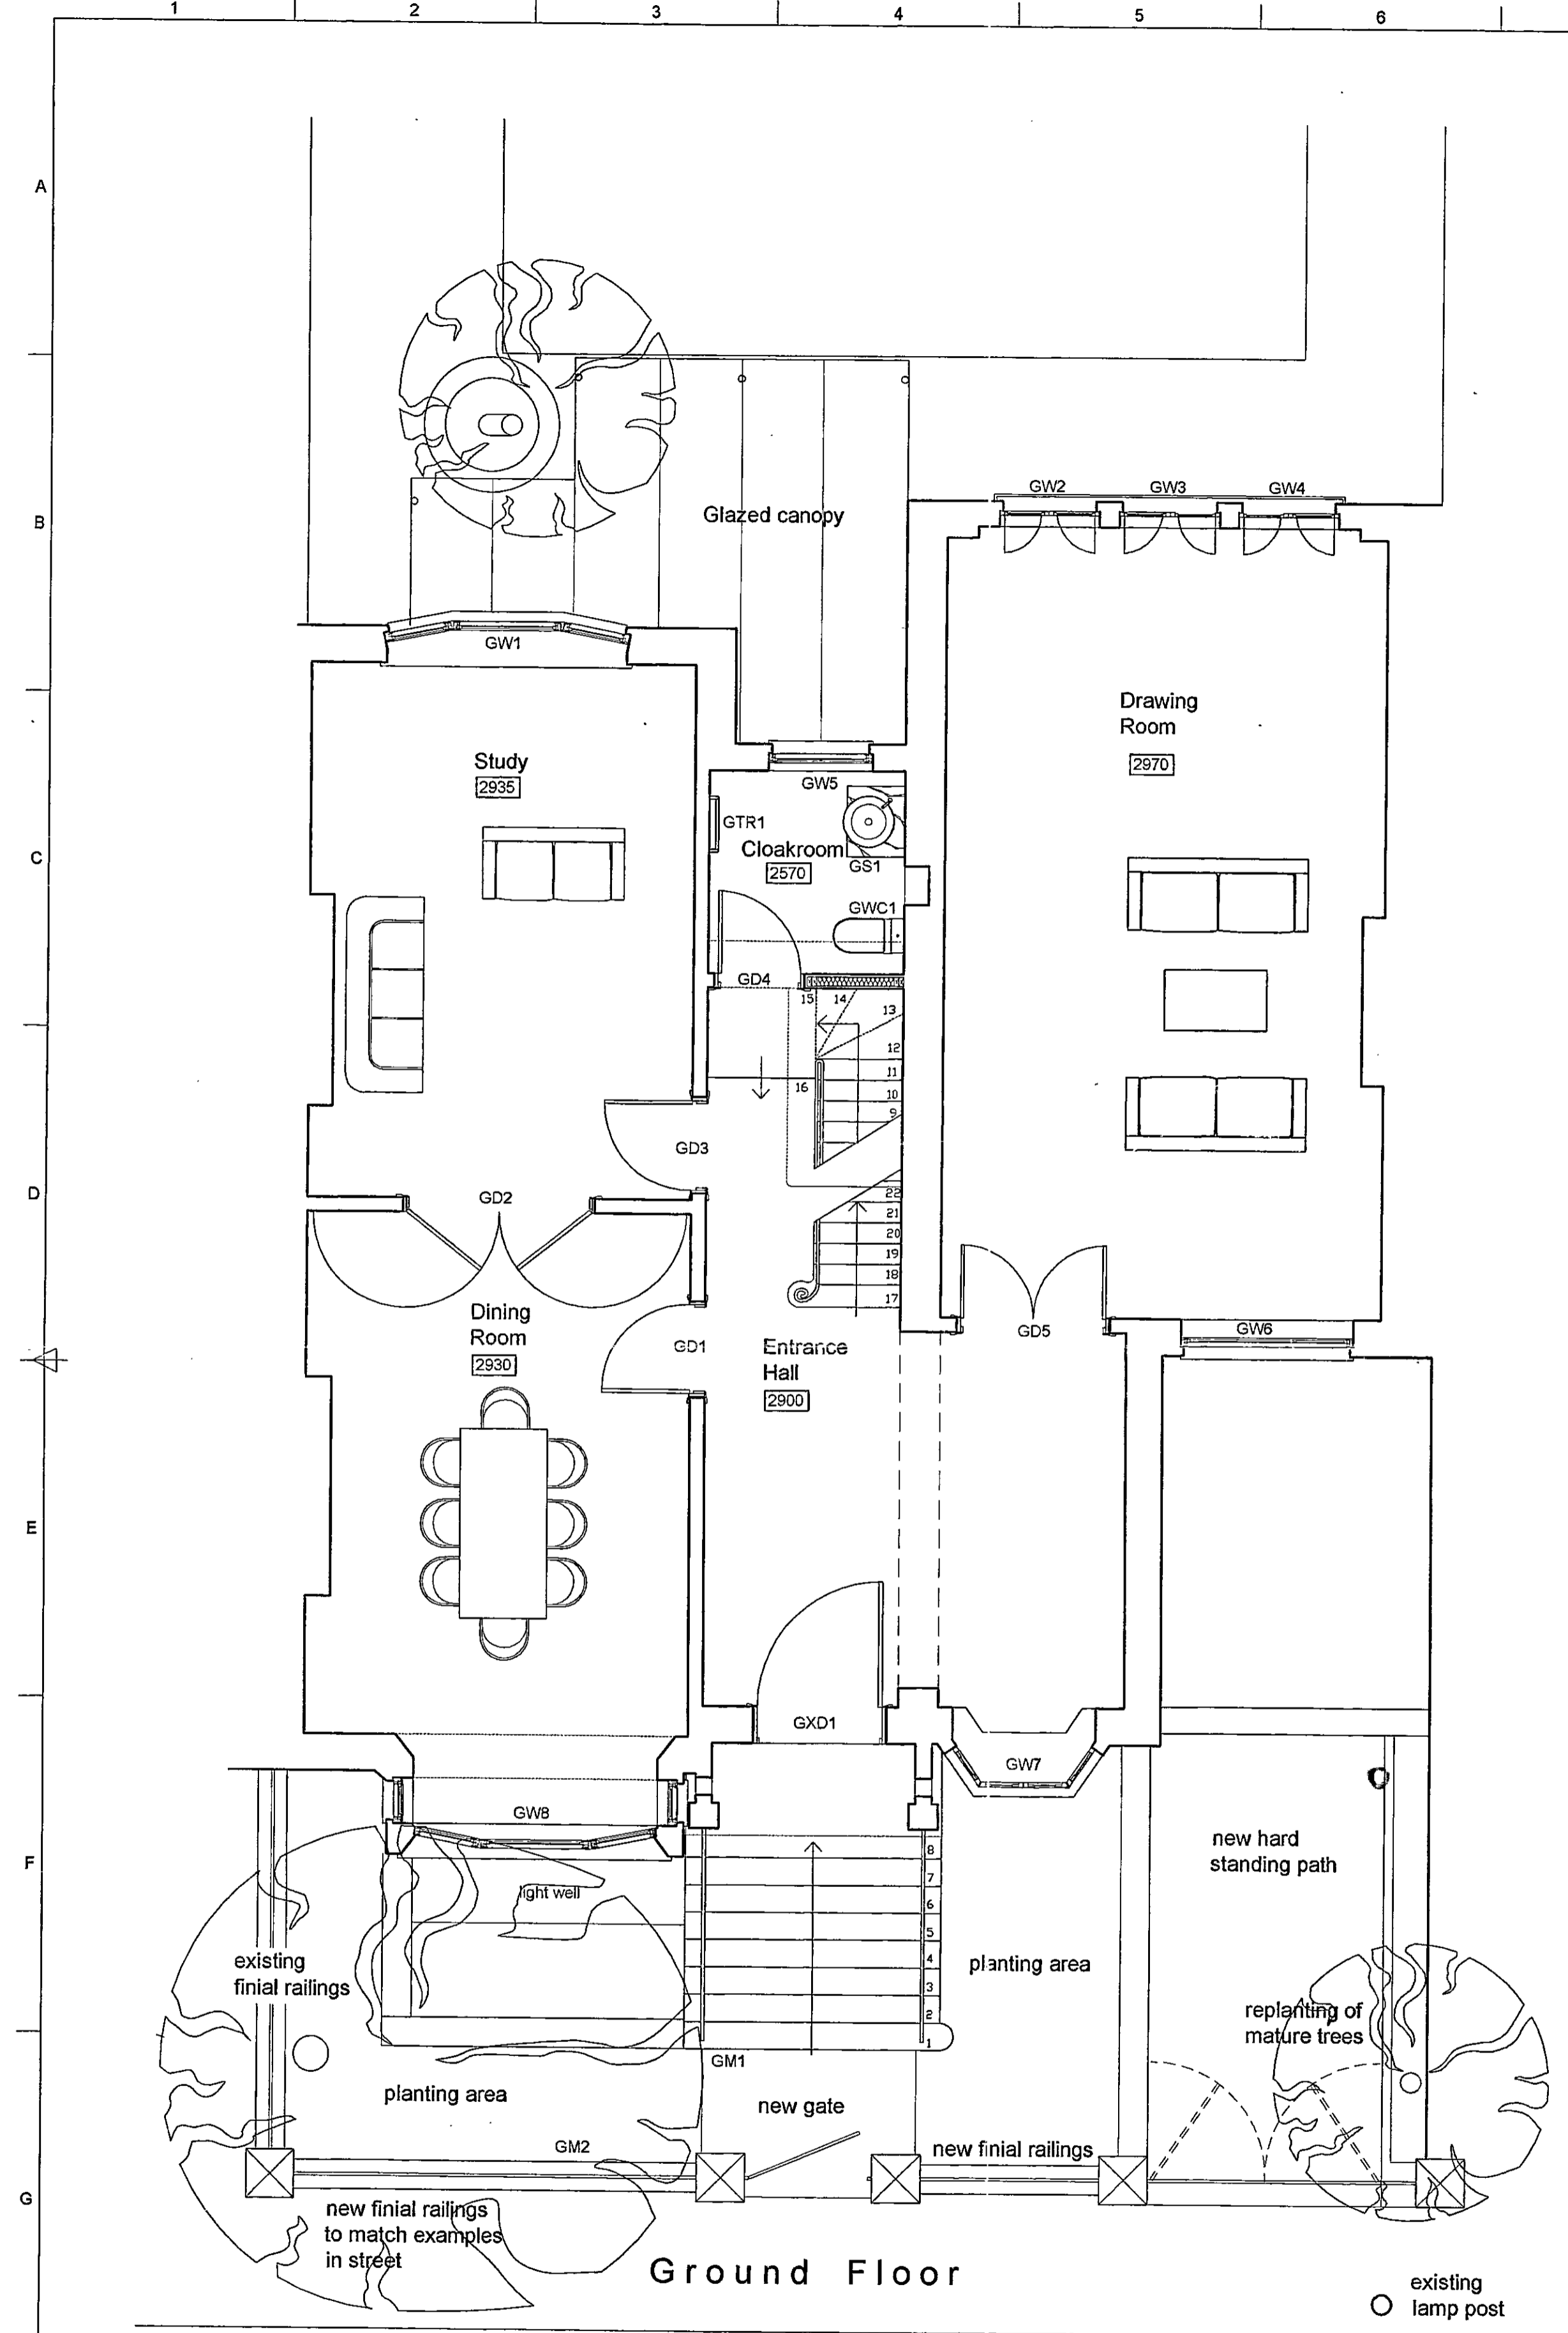 1 2 3 4 5 6
A
B
GW2 GW3 GW4
Glazed canopy
GW1
Drawing
Room
2970
Study
2935
GW5
GTR1
C
Cloakroom
2570
GS1
GWC1
GD4
15 14
13
12
11
16
10
9
GD3
D
GD2
22
21
20
19
18
17
Dining
Room
2930
GD1
Entrance
Hall
2900
GD5
GW6
E
GXD1
GW7
GW8
F
8
7
6
5
4
3
2
1
light well
new hard
standing path
existing
finial railings
planting area
replanting of
mature trees
GM1
planting area
new gate
GM2
new finial railings
G
new finial railings
to match examples
in street
Ground Floor
existing
lamp post